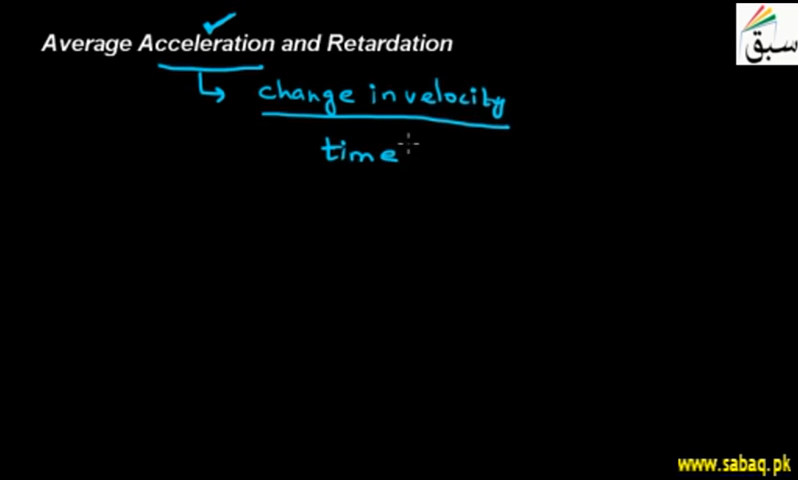 Average Acceleration and Retardation
سبق
change in velocity
time
www.sabaq.pk